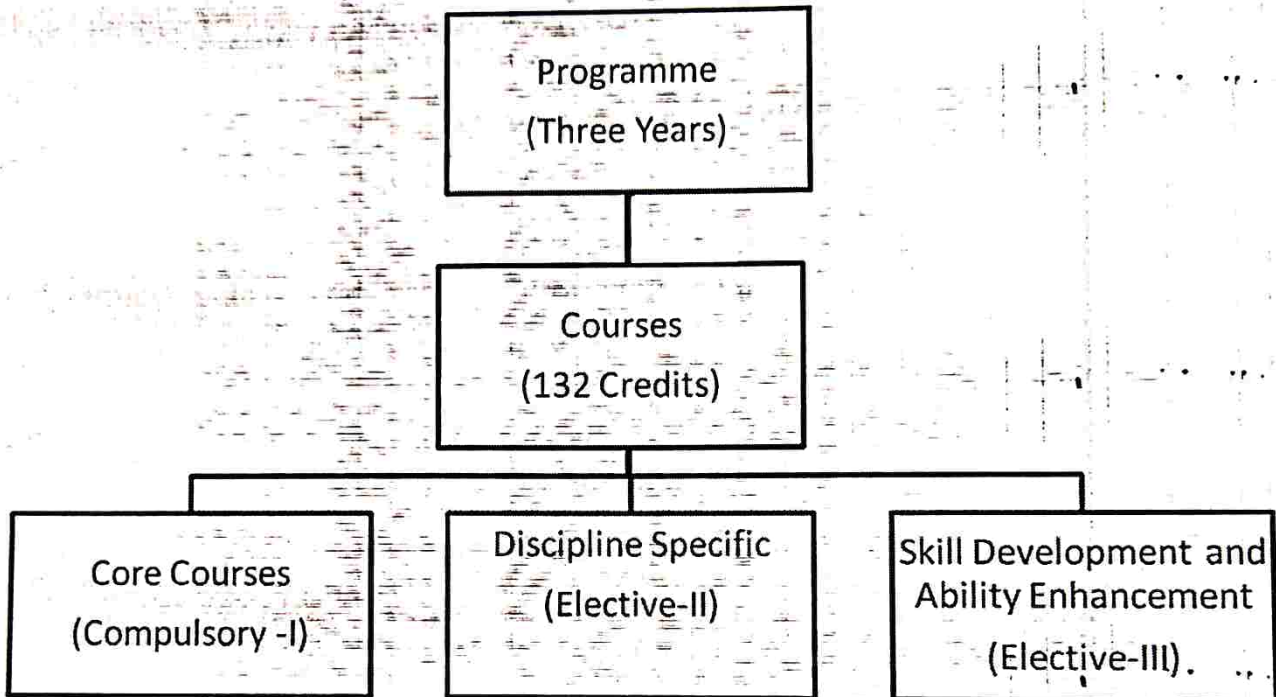 Programme
(Three Years)
Courses
(132 Credits)
Core Courses
(Compulsory -I)
Discipline Specific
(Elective-II)
Skill Development and
Ability Enhancement
(Elective-III)